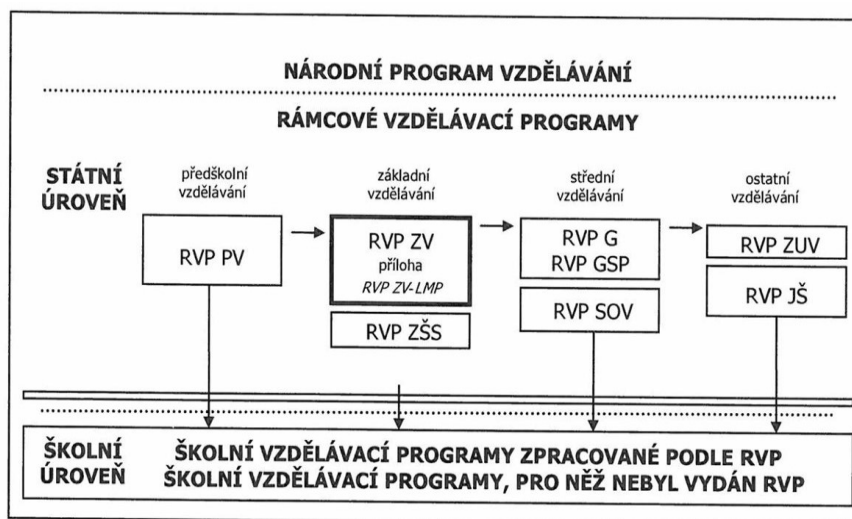 NÁRODNÍ PROGRAM VZDĚLÁVÁNÍ
RÁMCOVÉ VZDĚLÁVACÍ PROGRAMY
STÁTNÍ
ÚROVEŇ
předškolní
vzdělávání
základní
vzdělávání
střední
vzdělávání
ostatní
vzdělávání
RVP PV
RVP ZV
příloha
RVP ZV-LMP
RVP ZŠS
RVP G
RVP GSP
RVP SOV
RVP ZUV
RVP JŠ
ŠKOLNÍ
ÚROVEŇ
ŠKOLNÍ VZDĚLÁVACÍ PROGRAMY ZPRACOVANÉ PODLE RVP
ŠKOLNÍ VZDĚLÁVACÍ PROGRAMY, PRO NĚŽ NEBYL VYDÁN RVP